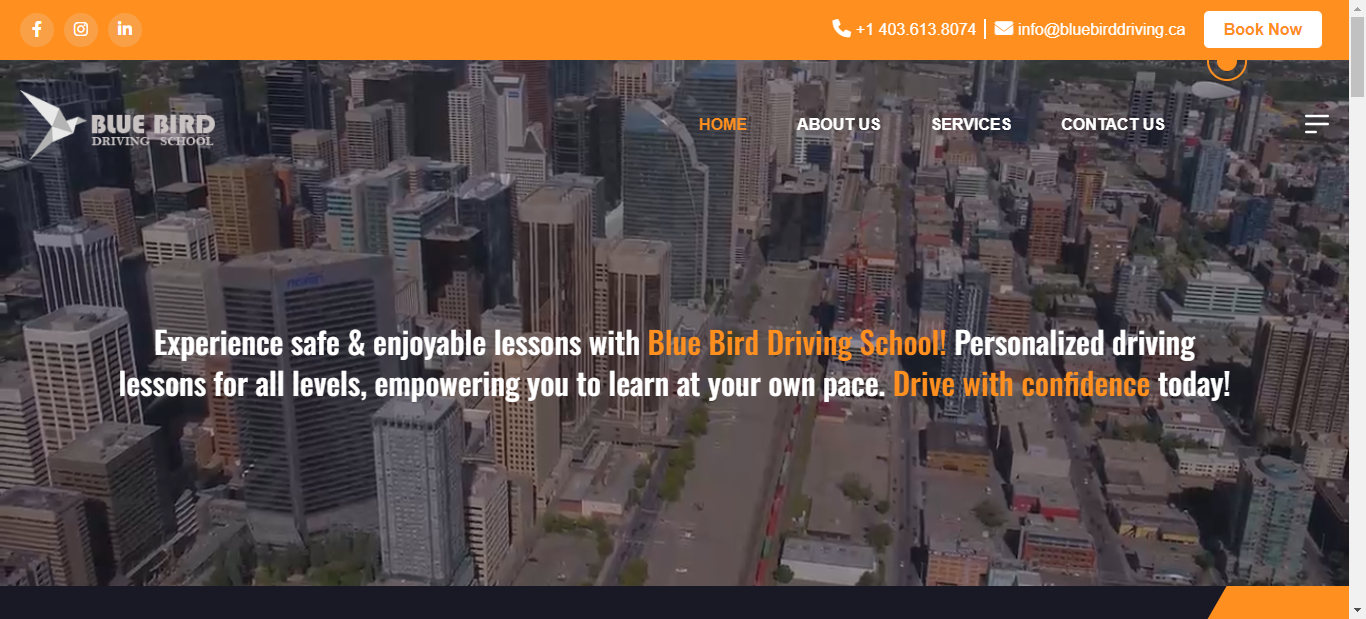 +1 403.613.8074
info@bluebirddriving.ca
Book Now
BLUE BIRD
DRIVING SCHOOL
HOME
ABOUT US
SERVICES
CONTACT US
Experience safe & enjoyable lessons with Blue Bird Driving School! Personalized driving
lessons for all levels, empowering you to learn at your own pace. Drive with confidence today!